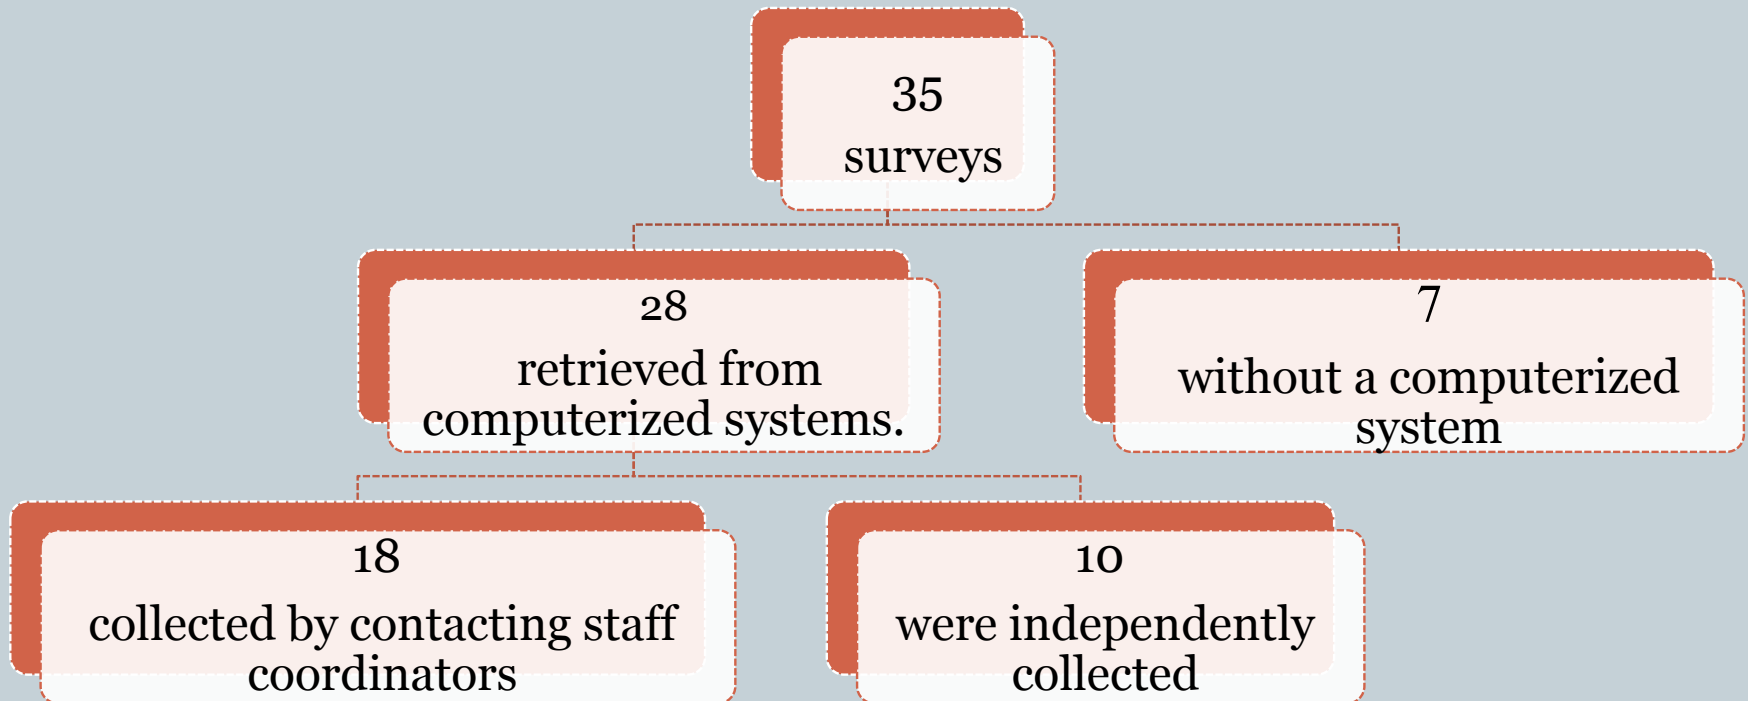 35
surveys
28
retrieved from
computerized systems.
7
without a computerized
system
18
collected by contacting staff
coordinators
10
were independently
collected